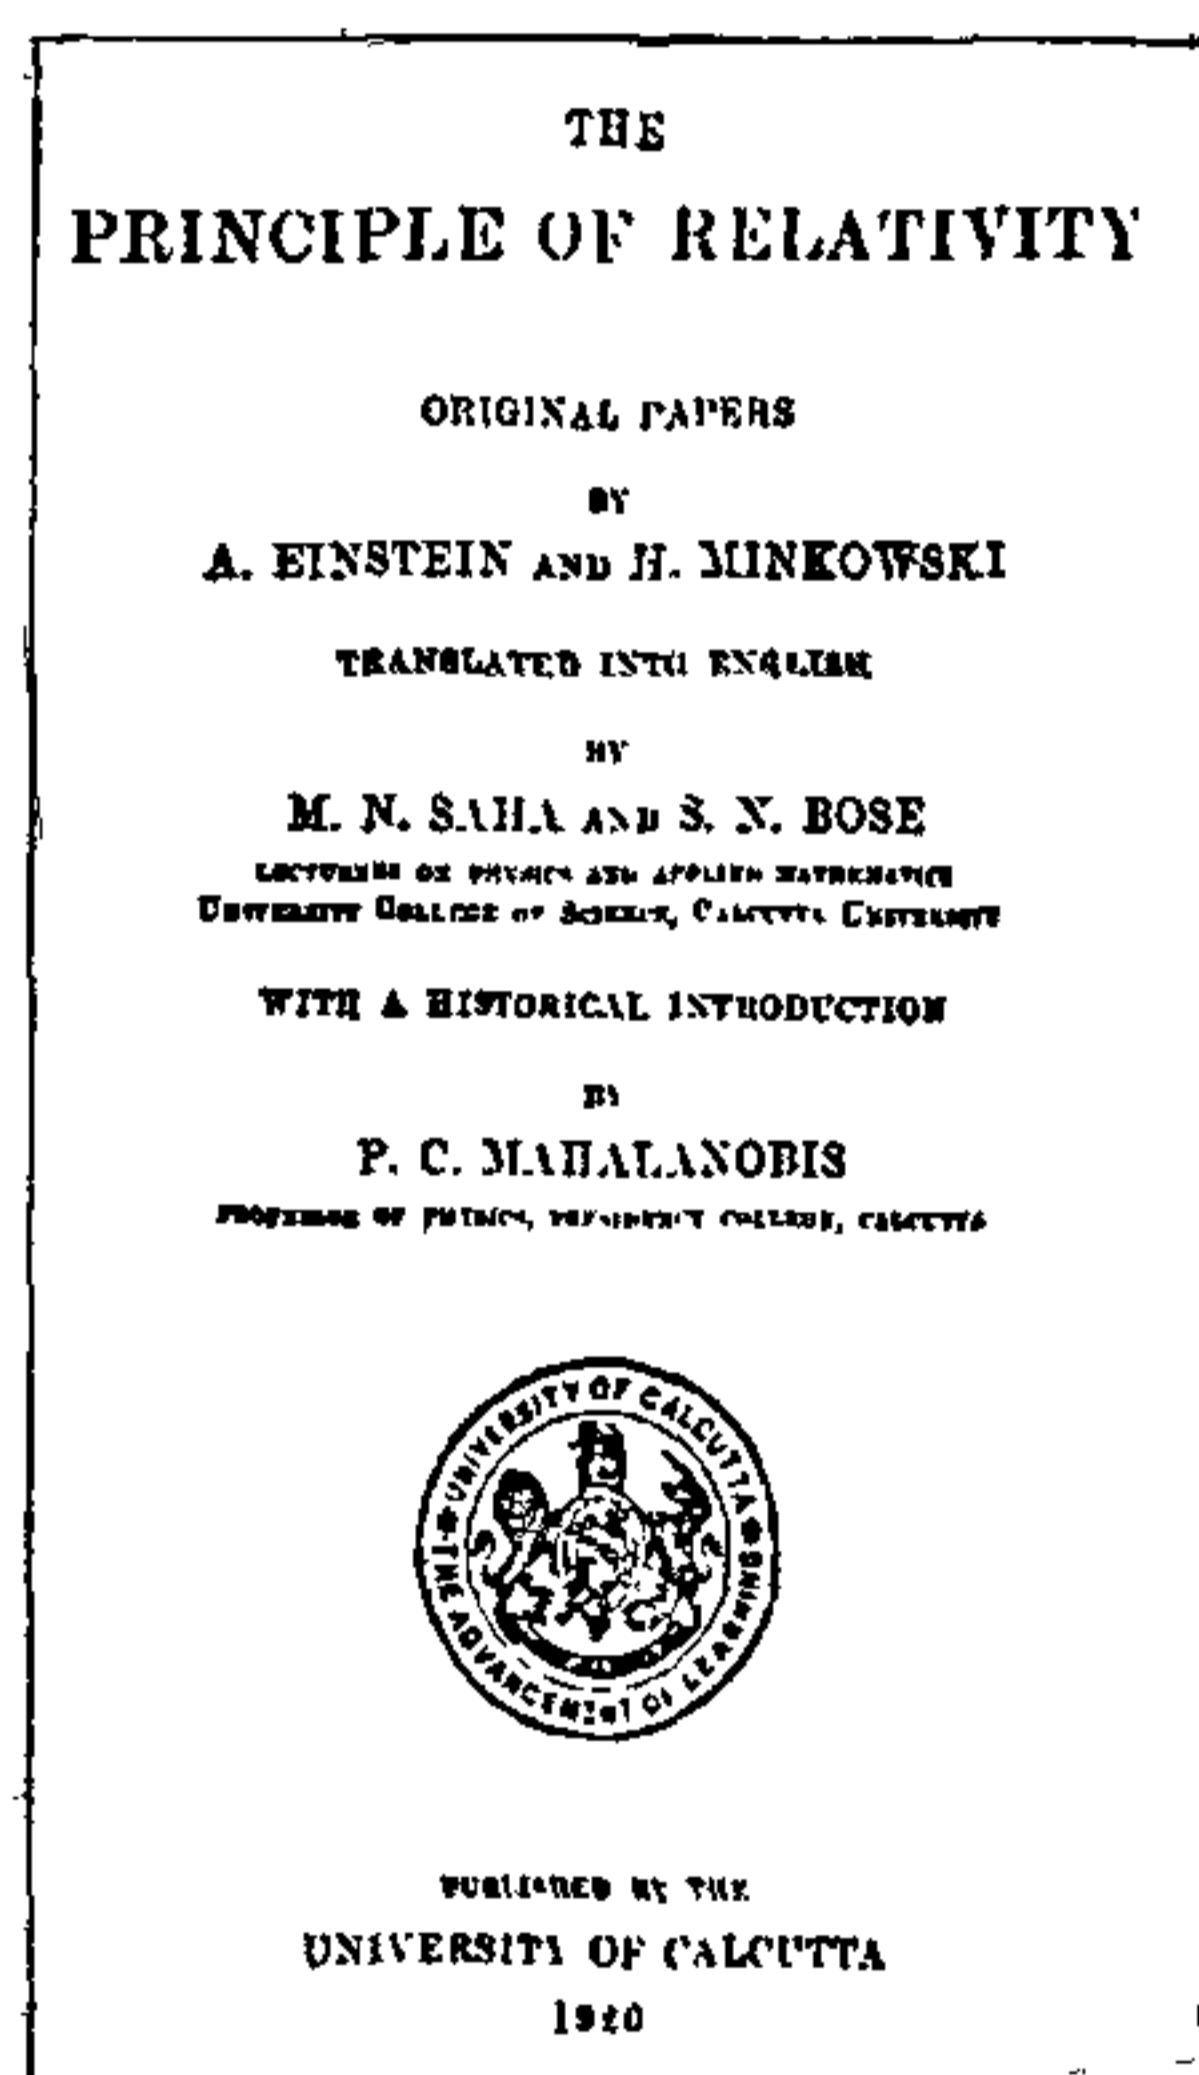 THE
PRINCIPLE OF RELATIVITY
ORIGINAL PAPERS
BY
A. EINSTEIN AND H. MINKOWSKI
TRANSLATED INTO ENGLISH
BY
M. N. SAHA AND S. N. BOSE
LECTURERS ON PHYSICS AND APPLIED MATHEMATICS
UNIVERSITY COLLEGE OF SCIENCE, CALCUTTA UNIVERSITY
WITH A HISTORICAL INTRODUCTION
BY
P. C. MAHALANOBIS
PROFESSOR OF PHYSICS, PRESIDENCY COLLEGE, CALCUTTA
UNIVERSITY OF CALCUTTA
THE ADVANCEMENT OF LEARNING
PUBLISHED BY THE
UNIVERSITY OF CALCUTTA
1920